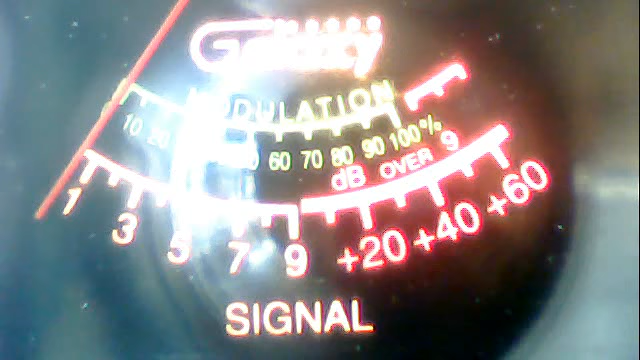 Galaxy
MODULATION
10 20 60 70 80 90 100%
dB OVER 9
1 3 5 7 9 +20 +40 +60
SIGNAL